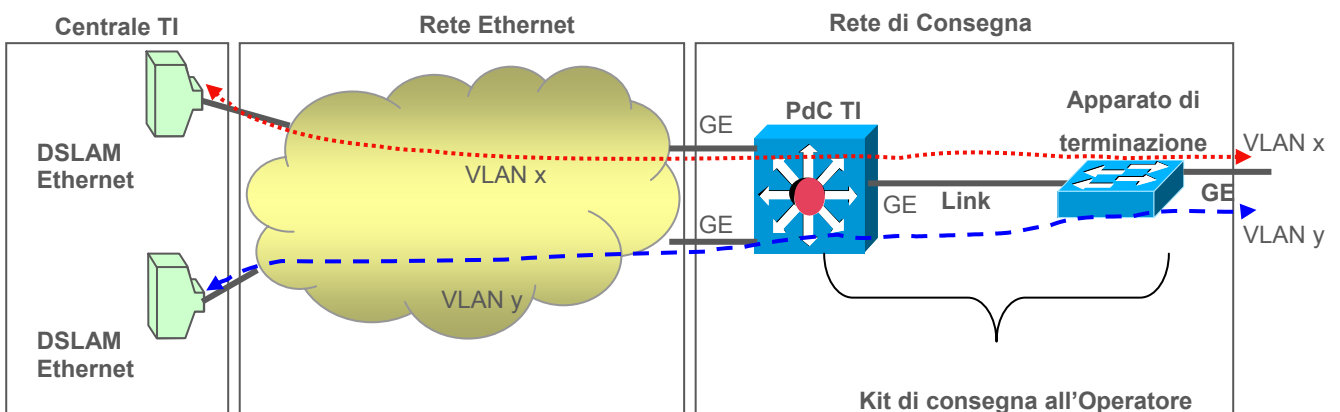 Centrale TI
Rete Ethernet
Rete di Consegna
DSLAM
Ethernet
VLAN x
GE
PdC TI
Apparato di
terminazione
VLAN x
GE
Link
GE
VLAN y
GE
VLAN y
DSLAM
Ethernet
Kit di consegna all'Operatore